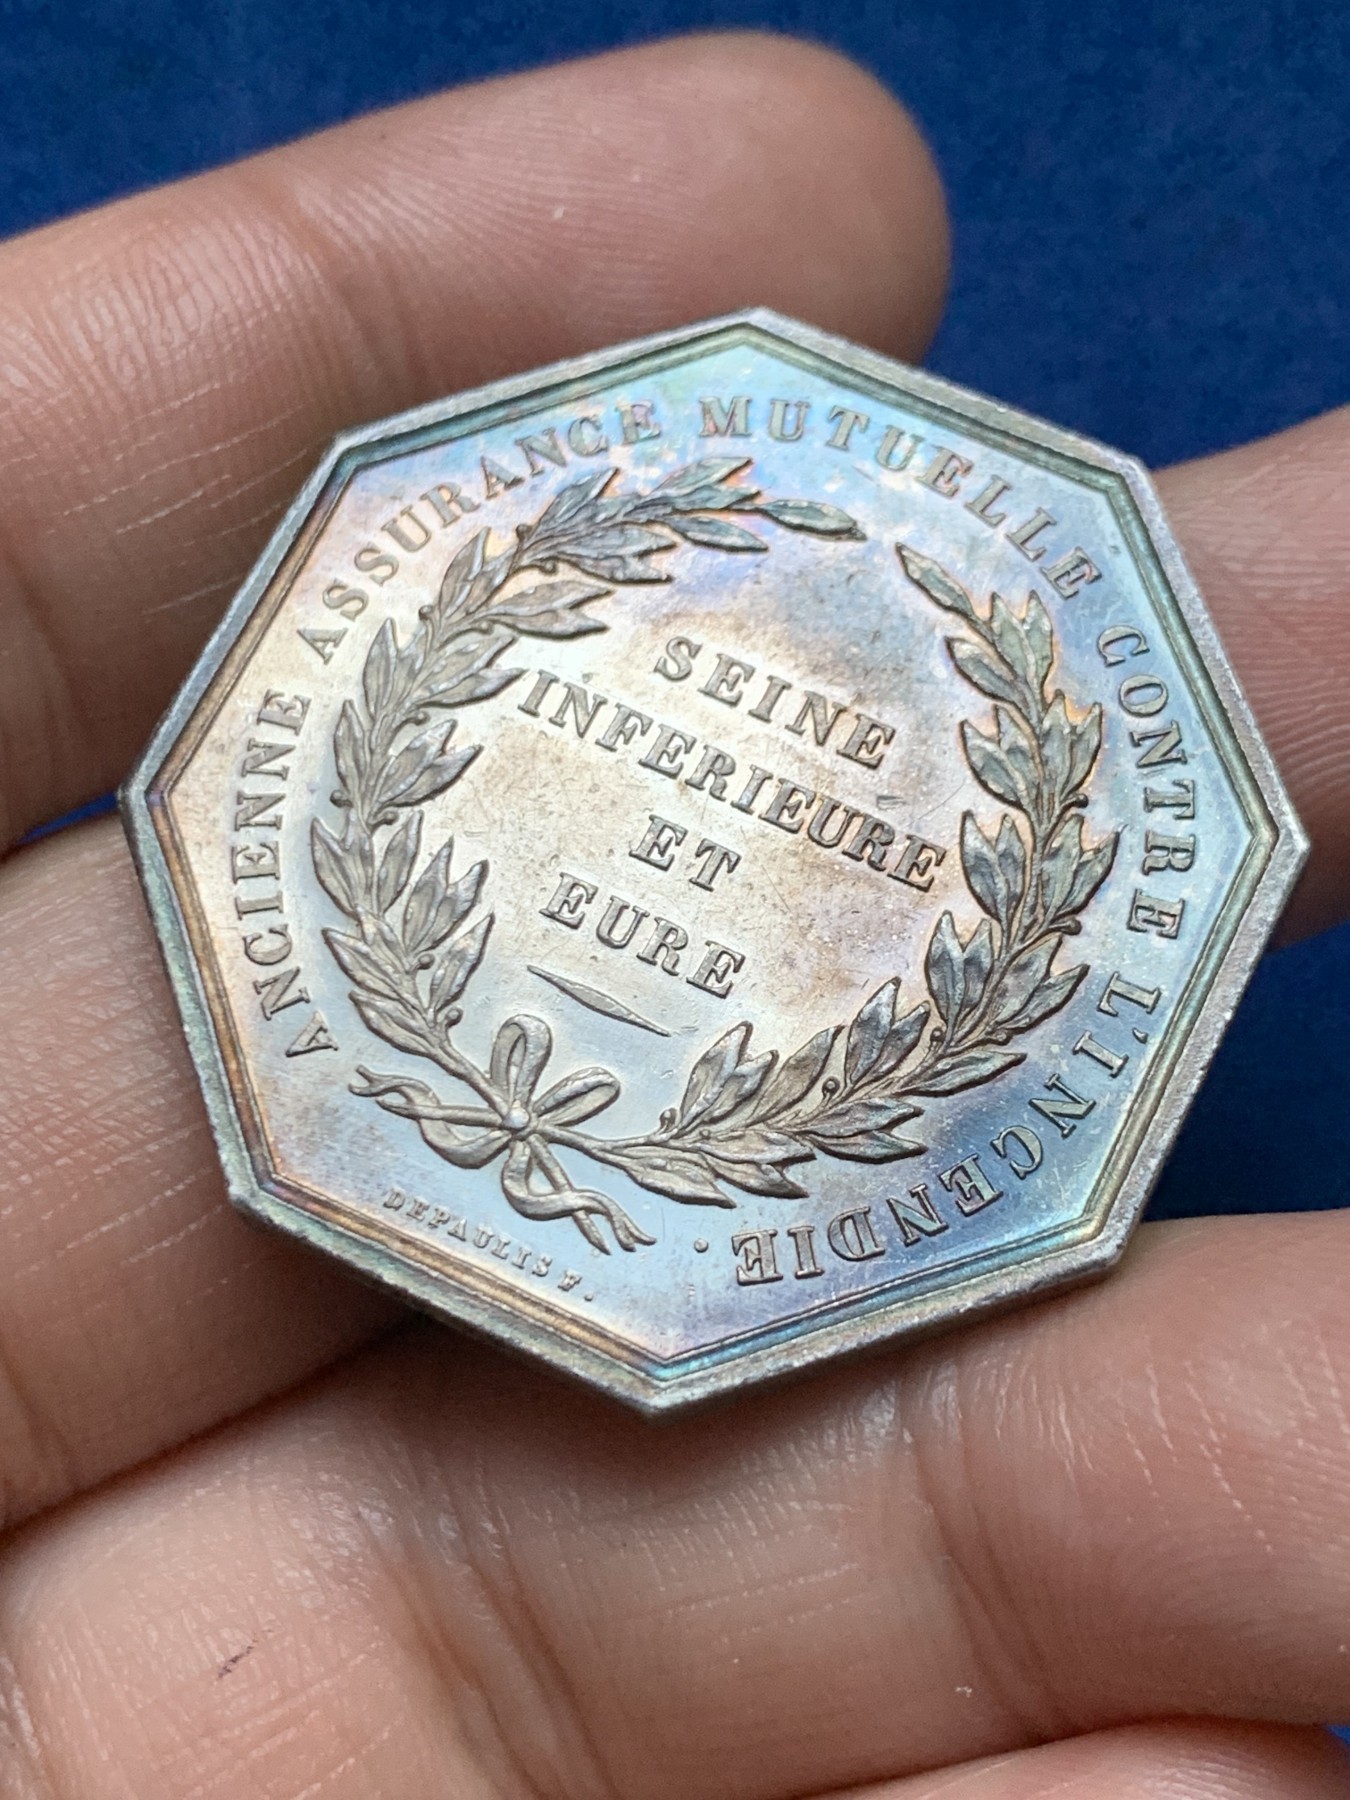 ANCIENNE ASSURANCE MUTUELLE CONTRE L'INCENDIE.
SEINE
INFERIEURE
ET
EURE
DEPAULIS F.